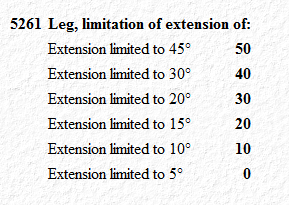 5261 Leg, limitation of extension of:
Extension limited to 45° 50
Extension limited to 30° 40
Extension limited to 20° 30
Extension limited to 15° 20
Extension limited to 10° 10
Extension limited to 5° 0